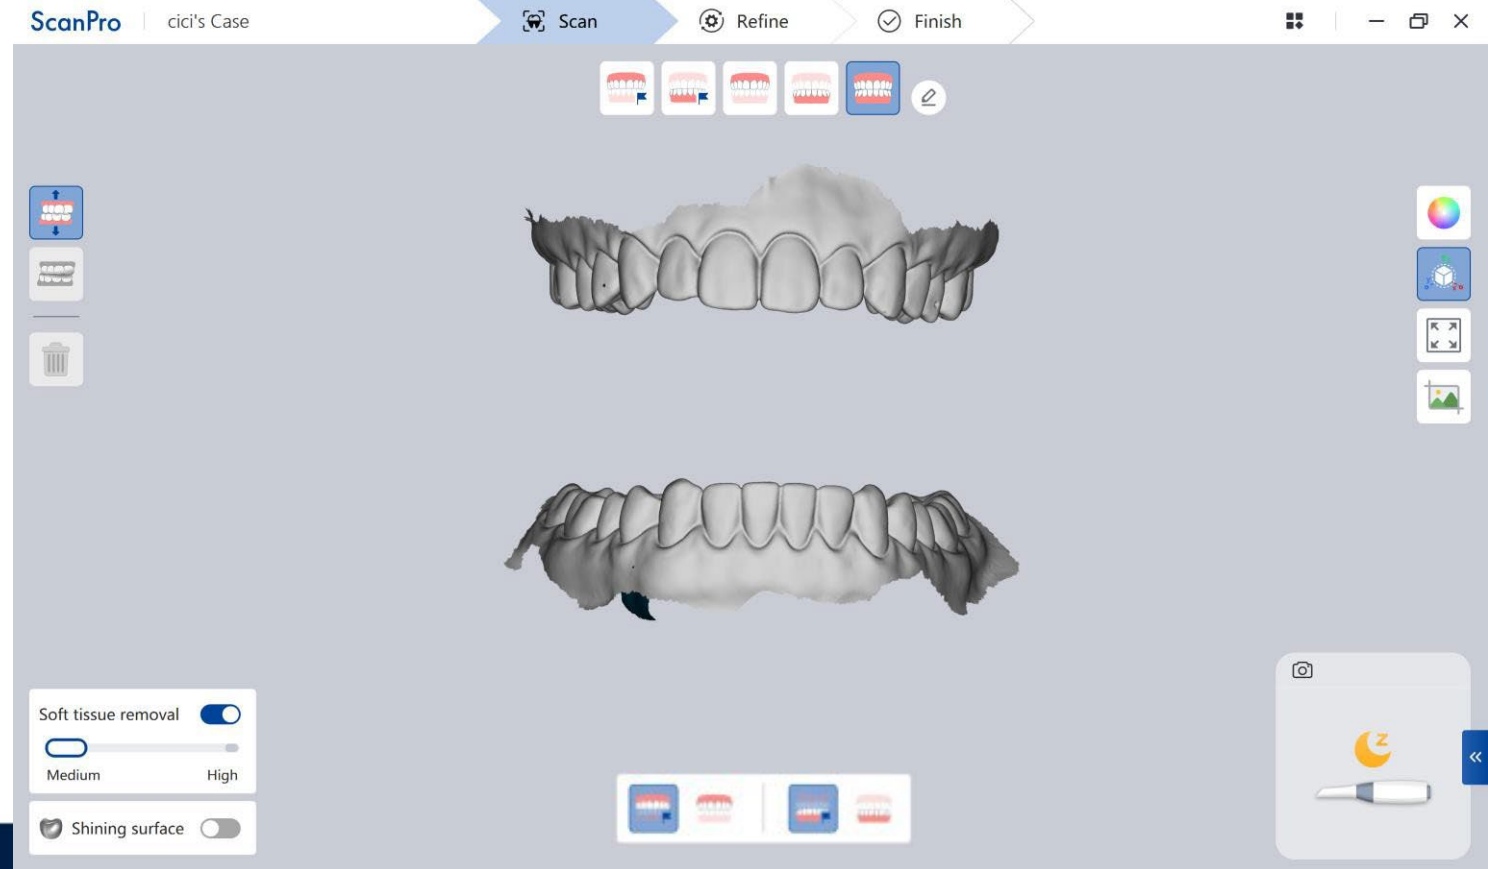 ScanPro
cici's Case
Scan
Refine
Finish
Soft tissue removal
Medium
High
Shining surface
z